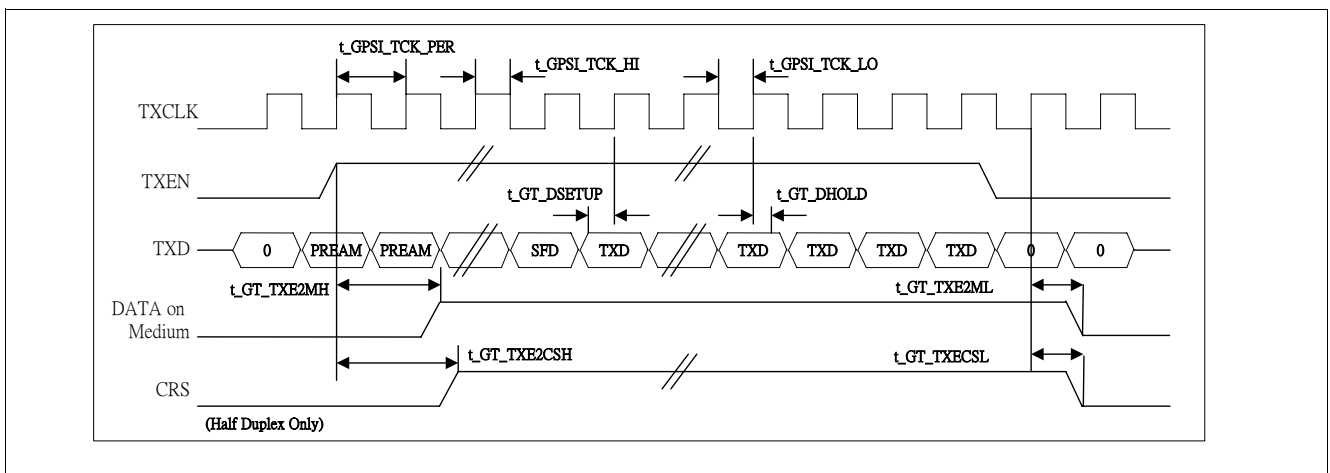 t_GPSI_TCK_PER
t_GPSI_TCK_HI
t_GPSI_TCK_LO
TXCLK
TXEN
t_GT_DSETUP
t_GT_DHOLD
TXD
0
PREAM
PREAM
SFD
TXD
TXD
TXD
TXD
TXD
0
0
t_GT_TXE2MH
t_GT_TXE2ML
DATA on
Medium
t_GT_TXE2CSH
t_GT_TXECSL
CRS
(Half Duplex Only)